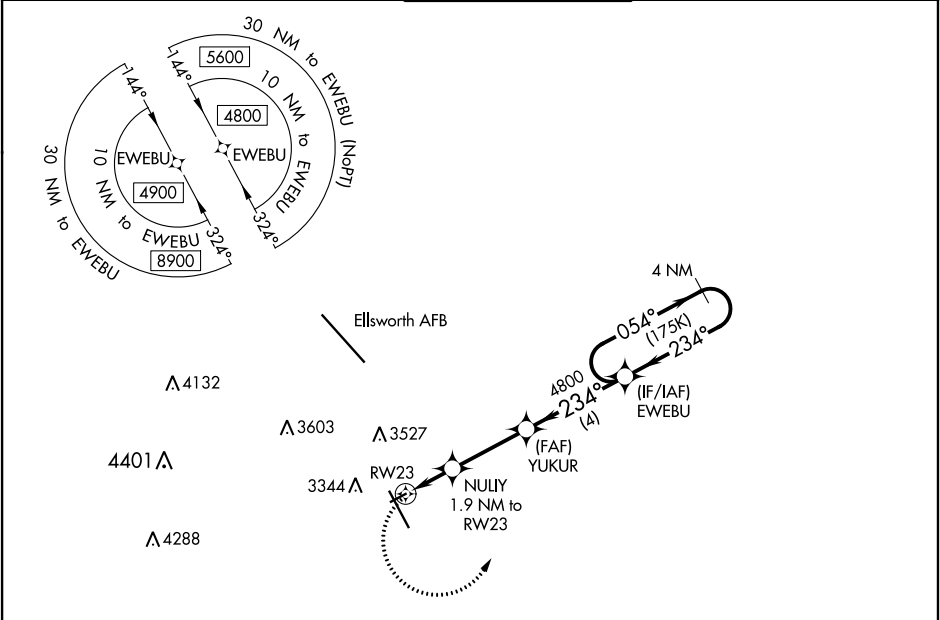 30 NM to EWEBU (NoPT)
5600
144°
10 NM to EWEBU
4800
EWEBU
324°
144°
EWEBU
10 NM to EWEBU
4900
324°
30 NM to EWEBU
8900
4 NM
Ellsworth AFB
054°
(175K)
234°
4132
4800
234°
(4)
(IF/IAF)
EWEBU
3603
3527
(FAF)
YUKUR
4401
RW23
3344
NULIY
1.9 NM to
RW23
4288